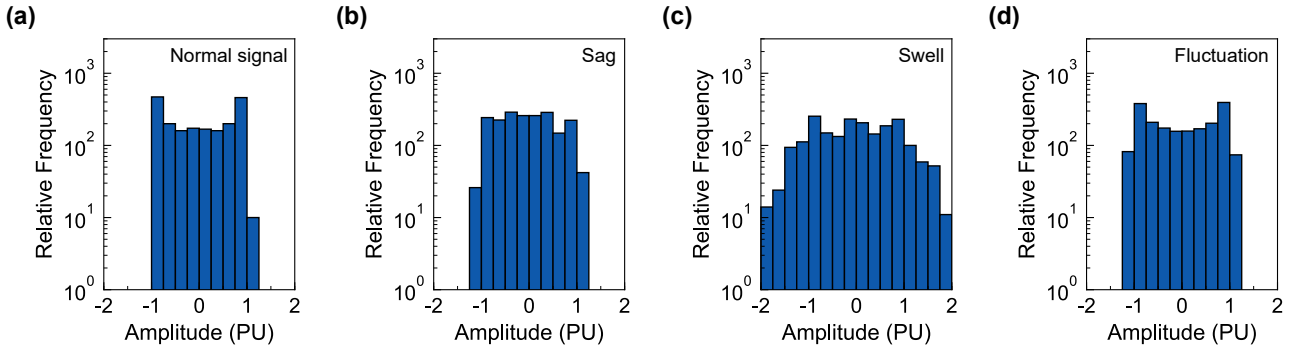 (a)
Normal signal
Relative Frequency
10³
10²
10¹
10⁰
-2
-1
0
1
2
Amplitude (PU)
(b)
Sag
Relative Frequency
10³
10²
10¹
10⁰
-2
-1
0
1
2
Amplitude (PU)
(c)
Swell
Relative Frequency
10³
10²
10¹
10⁰
-2
-1
0
1
2
Amplitude (PU)
(d)
Fluctuation
Relative Frequency
10³
10²
10¹
10⁰
-2
-1
0
1
2
Amplitude (PU)